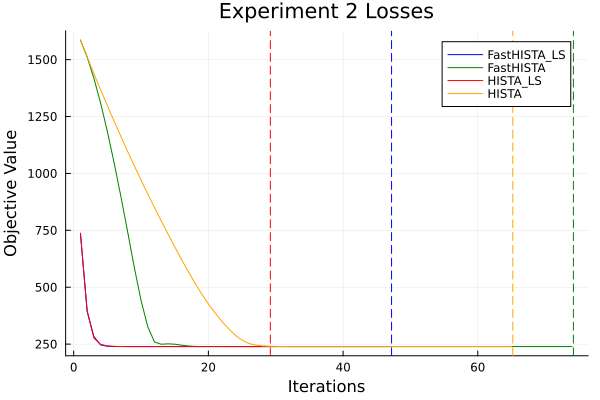 Experiment 2 Losses
FastHISTA_LS
FastHISTA
HISTA_LS
HISTA
1500
1250
1000
750
500
250
0
20
40
60
Objective Value
Iterations